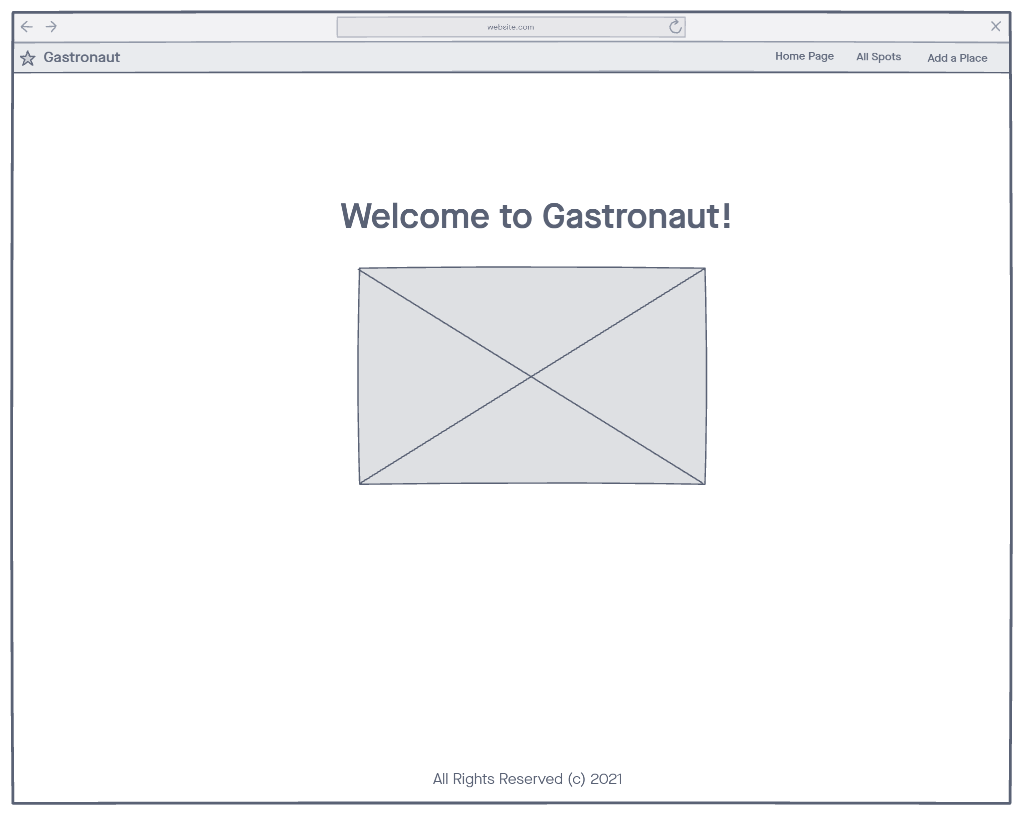 website.com
Gastronaut
Home Page
All Spots
Add a Place
Welcome to Gastronaut!
All Rights Reserved (c) 2021